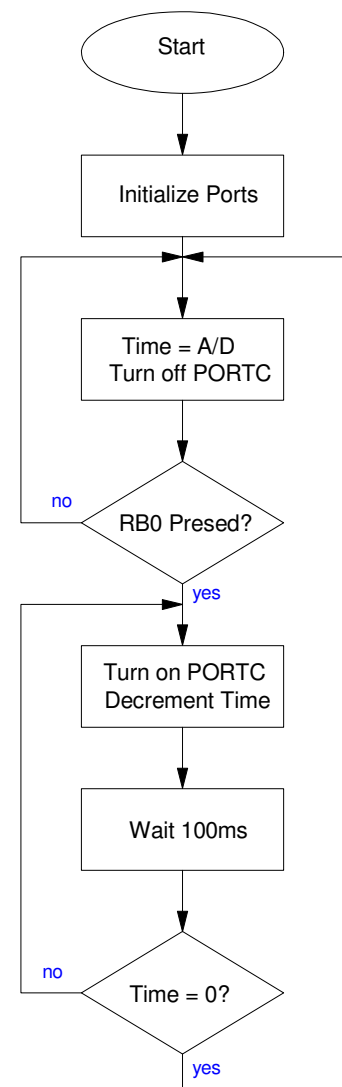 Start
Initialize Ports
Time = A/D
Turn off PORTC
no
RB0 Presed?
yes
Turn on PORTC
Decrement Time
Wait 100ms
no
Time = 0?
yes